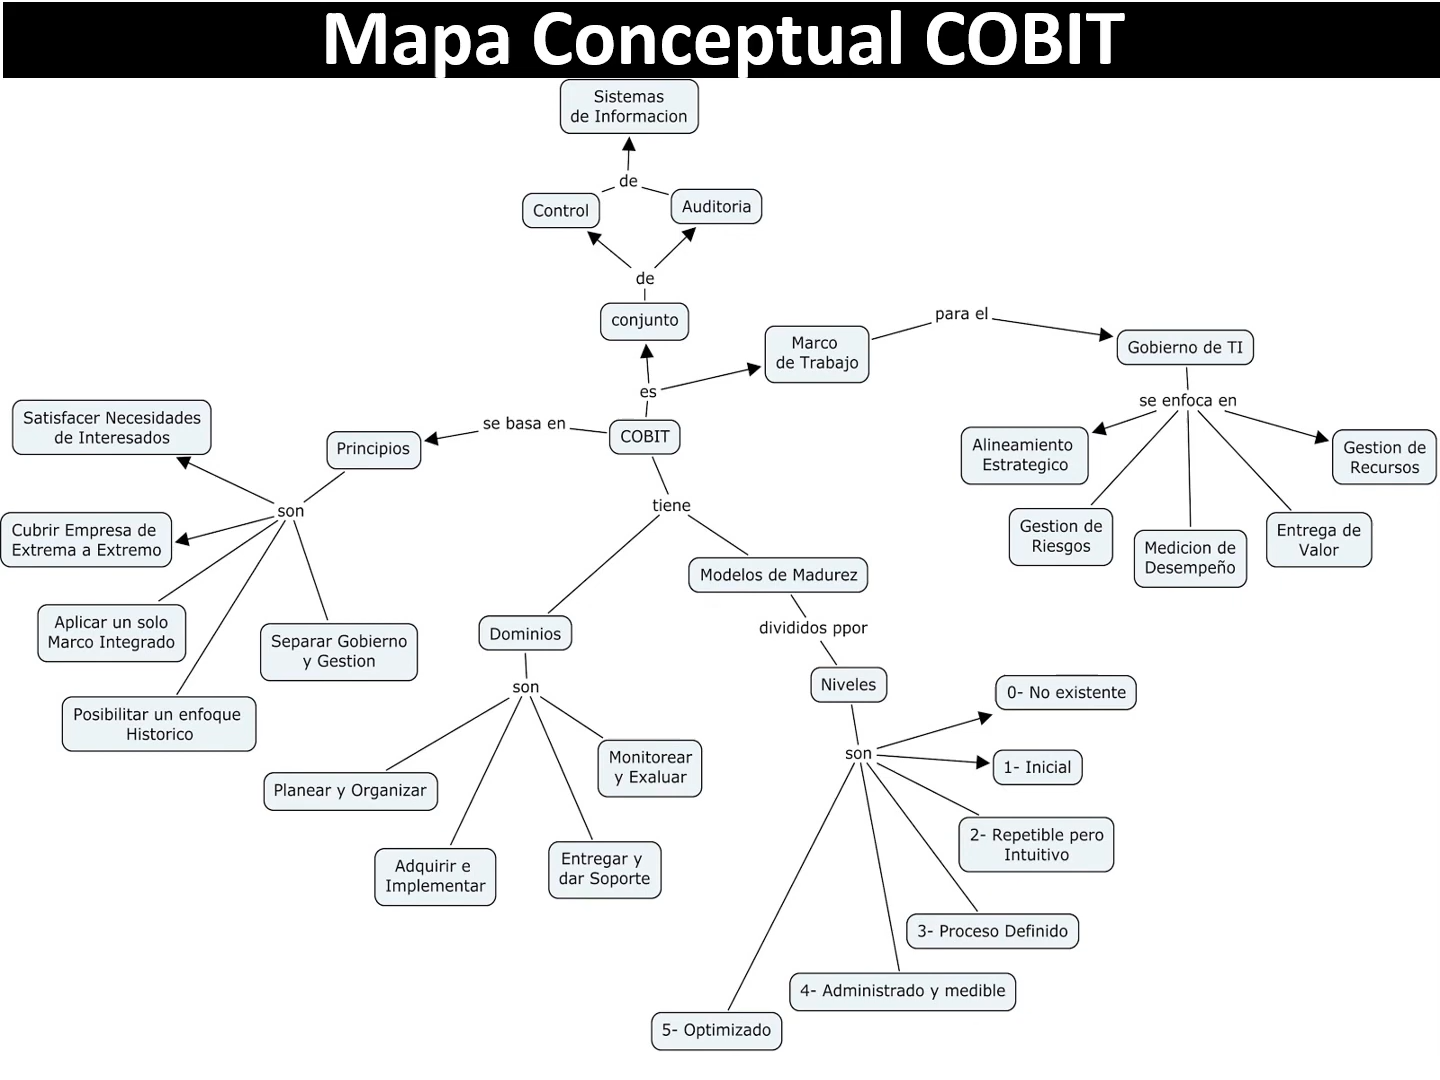 Mapa Conceptual COBIT
Sistemas
de Informacion
de
Control
Auditoria
de
conjunto
es
Marco
de Trabajo
para el
Gobierno de TI
se enfoca en
Alineamiento
Estrategico
Gestion de
Riesgos
Medicion de
Desempeño
Entrega de
Valor
Gestion de
Recursos
COBIT
se basa en
Principios
son
Satisfacer Necesidades
de Interesados
Cubrir Empresa de
Extrema a Extremo
Aplicar un solo
Marco Integrado
Posibilitar un enfoque
Historico
Separar Gobierno
y Gestion
tiene
Dominios
son
Planear y Organizar
Adquirir e
Implementar
Entregar y
dar Soporte
Monitorear
y Evaluar
Modelos de Madurez
divididos ppor
Niveles
son
0- No existente
1- Inicial
2- Repetible pero
Intuitivo
3- Proceso Definido
4- Administrado y medible
5- Optimizado